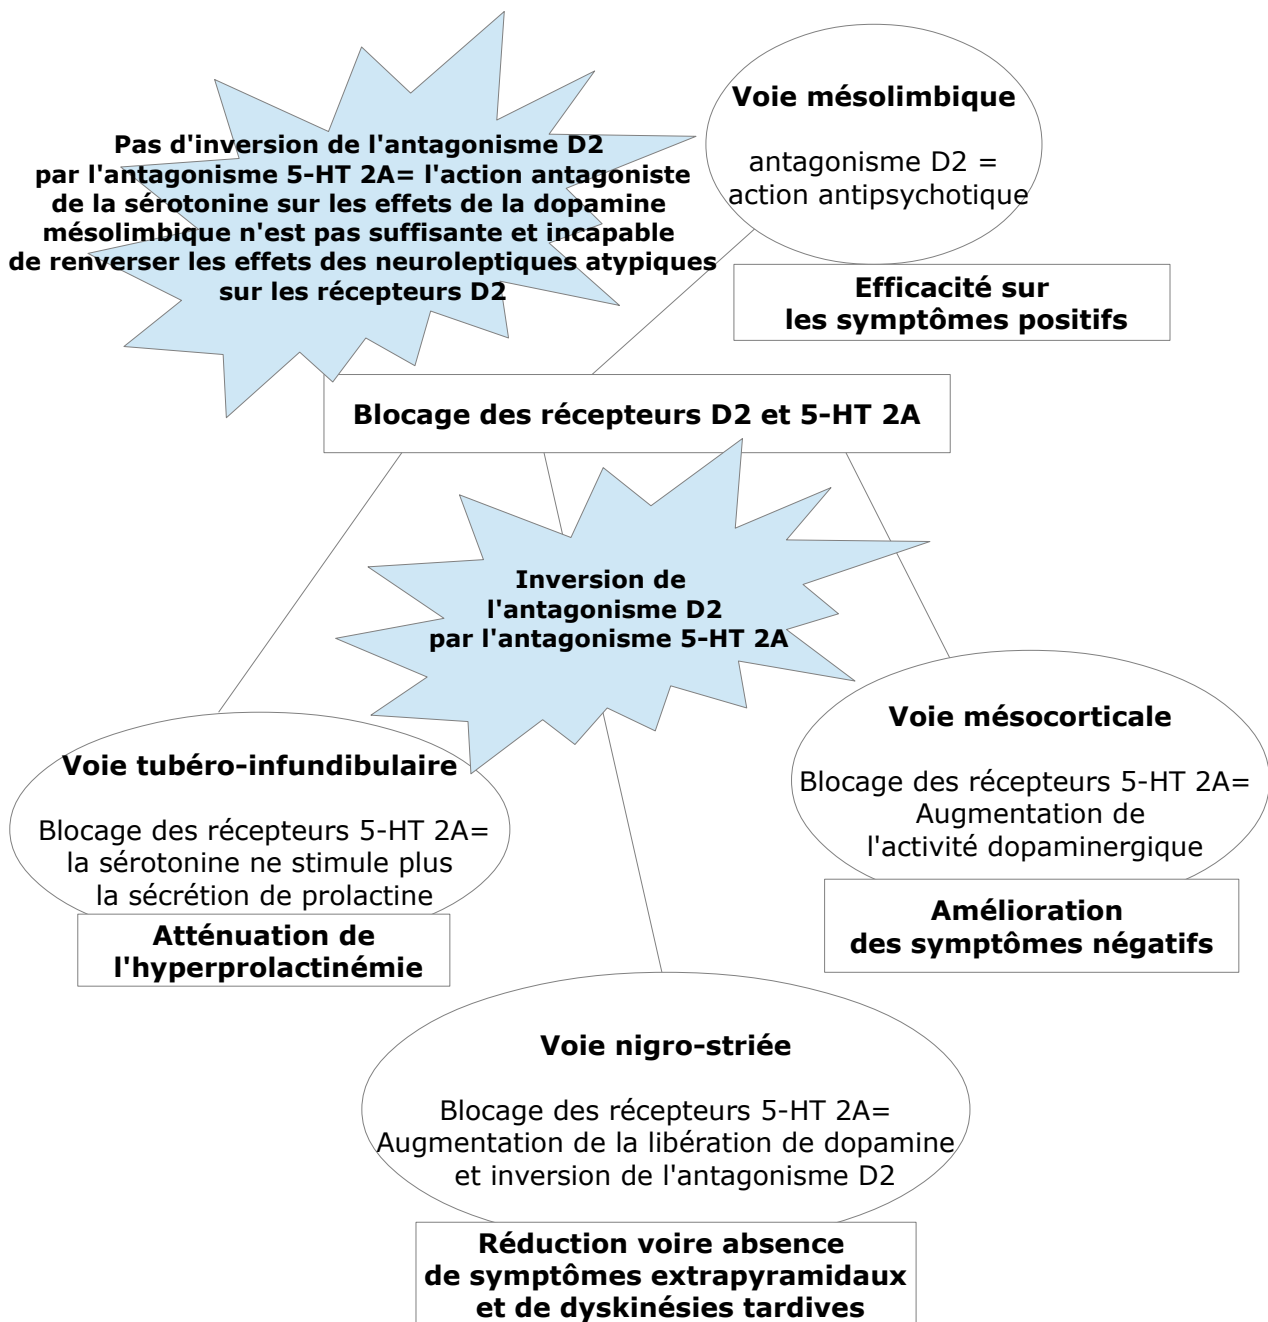 Pas d'inversion de l'antagonisme D2
par l'antagonisme 5-HT 2A= l'action antagoniste
de la sérotonine sur les effets de la dopamine
mésolimbique n'est pas suffisante et incapable
de renverser les effets des neuroleptiques atypiques
sur les récepteurs D2
Voie mésolimbique
antagonisme D2 =
action antipsychotique
Efficacité sur
les symptômes positifs
Blocage des récepteurs D2 et 5-HT 2A
Inversion de
l'antagonisme D2
par l'antagonisme 5-HT 2A
Voie tubéro-infundibulaire
Blocage des récepteurs 5-HT 2A=
la sérotonine ne stimule plus
la sécrétion de prolactine
Atténuation de
l'hyperprolactinémie
Voie mésocorticale
Blocage des récepteurs 5-HT 2A=
Augmentation de
l'activité dopaminergique
Amélioration
des symptômes négatifs
Voie nigro-striée
Blocage des récepteurs 5-HT 2A=
Augmentation de la libération de dopamine
et inversion de l'antagonisme D2
Réduction voire absence
de symptômes extrapyramidaux
et de dyskinésies tardives